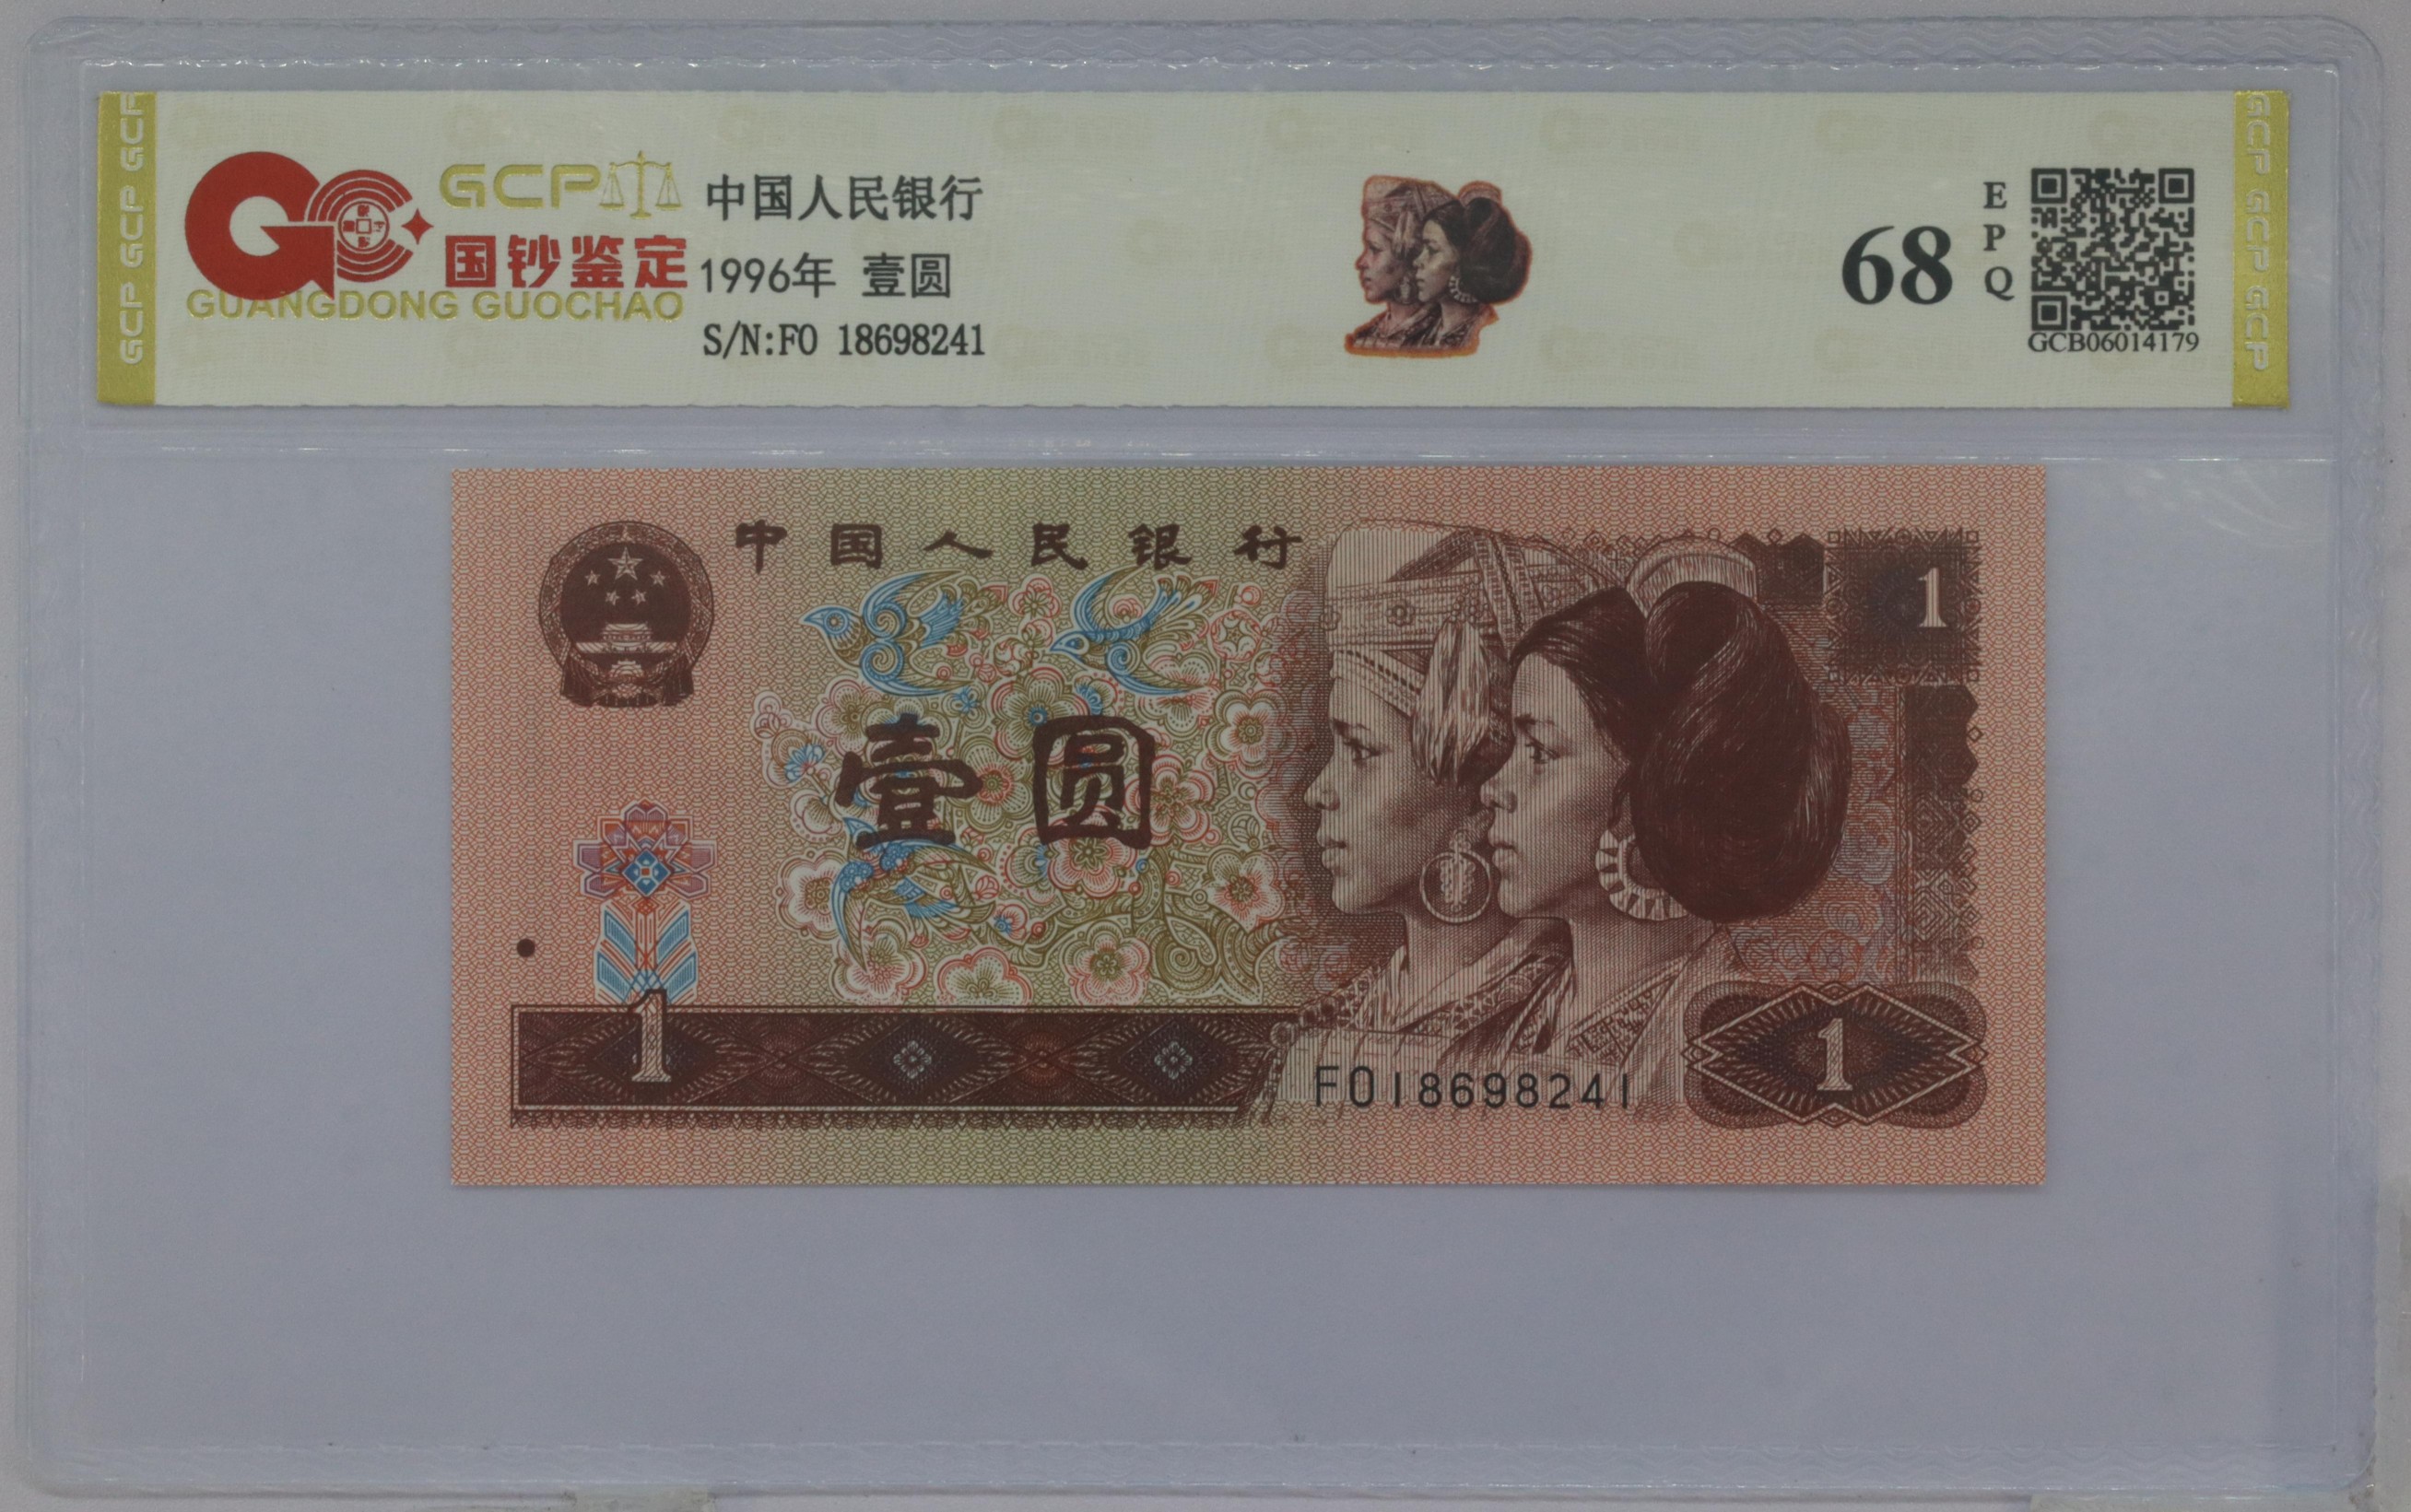 GCP GCP GCP
GCP
国钞鉴定
GUANGDONG GUOCHAO
中国人民银行
1996年 壹圆
S/N:F0 18698241
68
E
P
Q
GCB06014179
GCP GCP GCP
中国人民银行
1
壹圆
1
F018698241
1